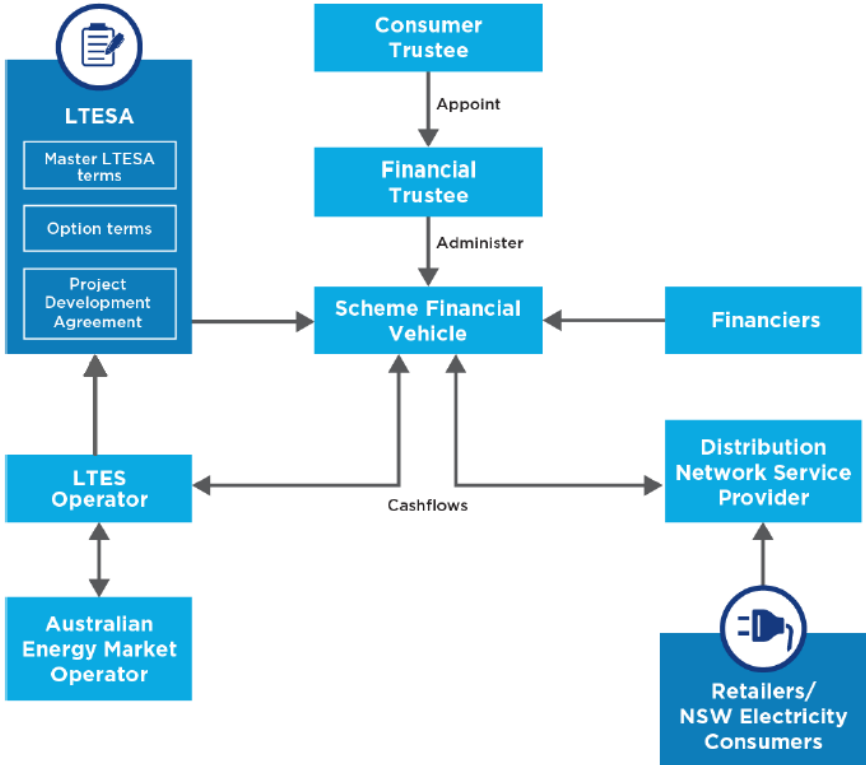 LTESA
Master LTESA
terms
Option terms
Project
Development
Agreement
Consumer
Trustee
Appoint
Financial
Trustee
Administer
Scheme Financial
Vehicle
Financiers
LTES
Operator
Cashflows
Distribution
Network Service
Provider
Australian
Energy Market
Operator
Retailers/
NSW Electricity
Consumers